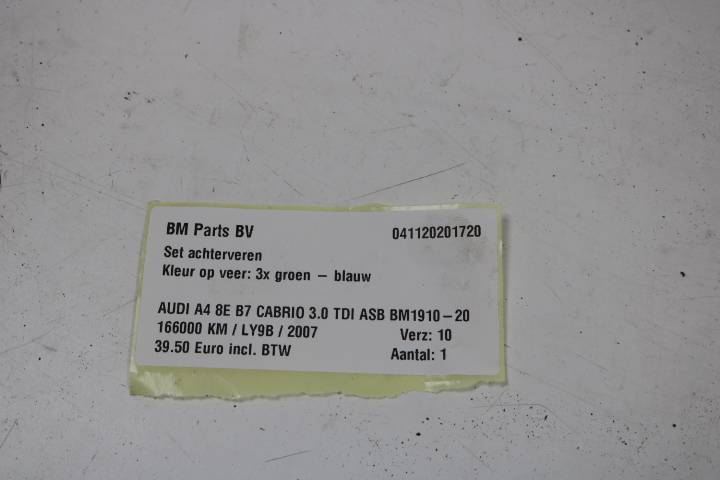 BM Parts BV 041120201720
Set achterveren
Kleur op veer: 3x groen – blauw
AUDI A4 8E B7 CABRIO 3.0 TDI ASB BM1910-20
166000 KM / LY9B / 2007 Verz: 10
39.50 Euro incl. BTW Aantal: 1